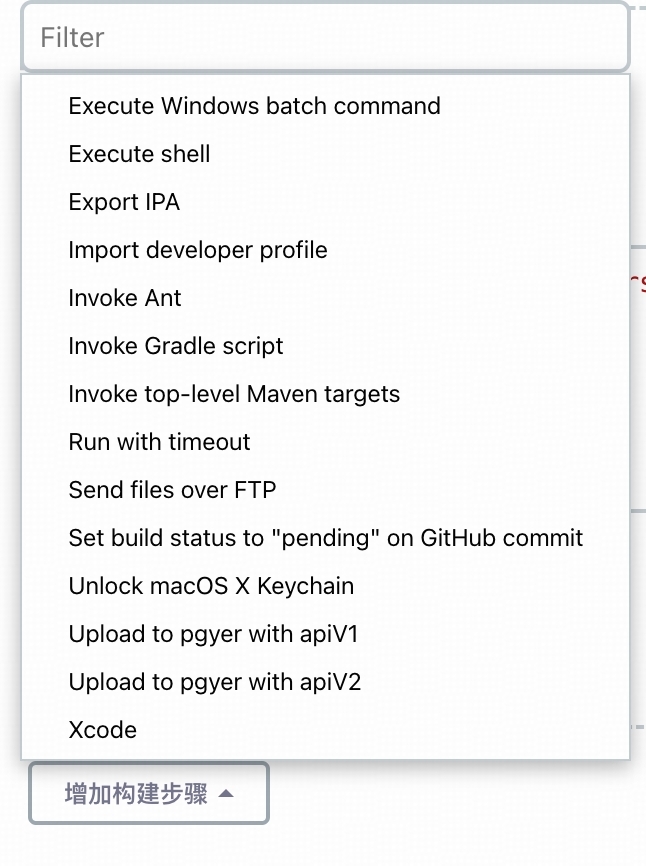 Filter
Execute Windows batch command
Execute shell
Export IPA
Import developer profile
Invoke Ant
Invoke Gradle script
Invoke top-level Maven targets
Run with timeout
Send files over FTP
Set build status to "pending" on GitHub commit
Unlock macOS X Keychain
Upload to pgyer with apiV1
Upload to pgyer with apiV2
Xcode
增加构建步骤